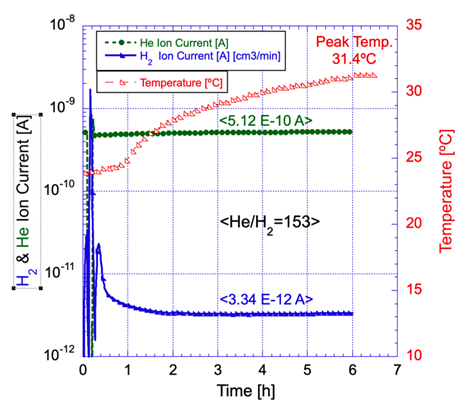 He Ion Current [A]
H₂ Ion Current [A] [cm3/min]
Temperature [ºC]
Peak Temp.
31.4ºC
<5.12 E-10 A>
<He/H₂=153>
<3.34 E-12 A>
10⁻⁸
10⁻⁹
10⁻¹⁰
10⁻¹¹
10⁻¹²
H₂ & He Ion Current [A]
35
30
25
20
15
10
Temperature [ºC]
0 1 2 3 4 5 6 7
Time [h]